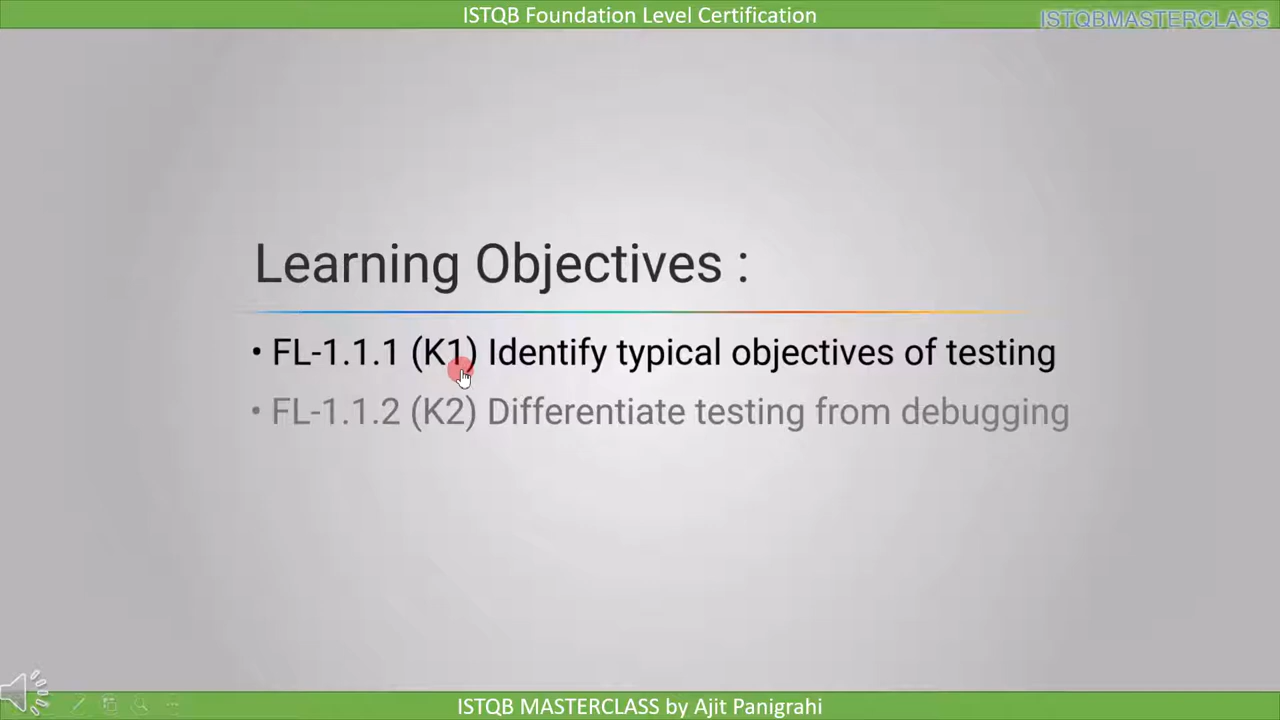 ISTQB Foundation Level Certification
ISTQBMASTERCLASS
Learning Objectives :
• FL-1.1.1 (K1) Identify typical objectives of testing
• FL-1.1.2 (K2) Differentiate testing from debugging
ISTQB MASTERCLASS by Ajit Panigrahi